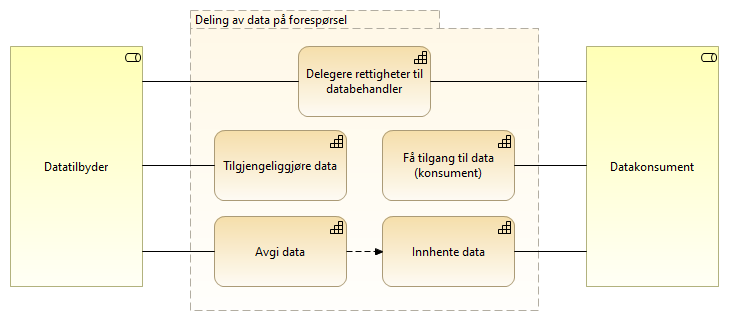 Deling av data på forespørsel
Datatilbyder
Delegere rettigheter til
databehandler
Tilgjengeliggjøre data
Få tilgang til data
(konsument)
Avgi data
Innhente data
Datakonsument